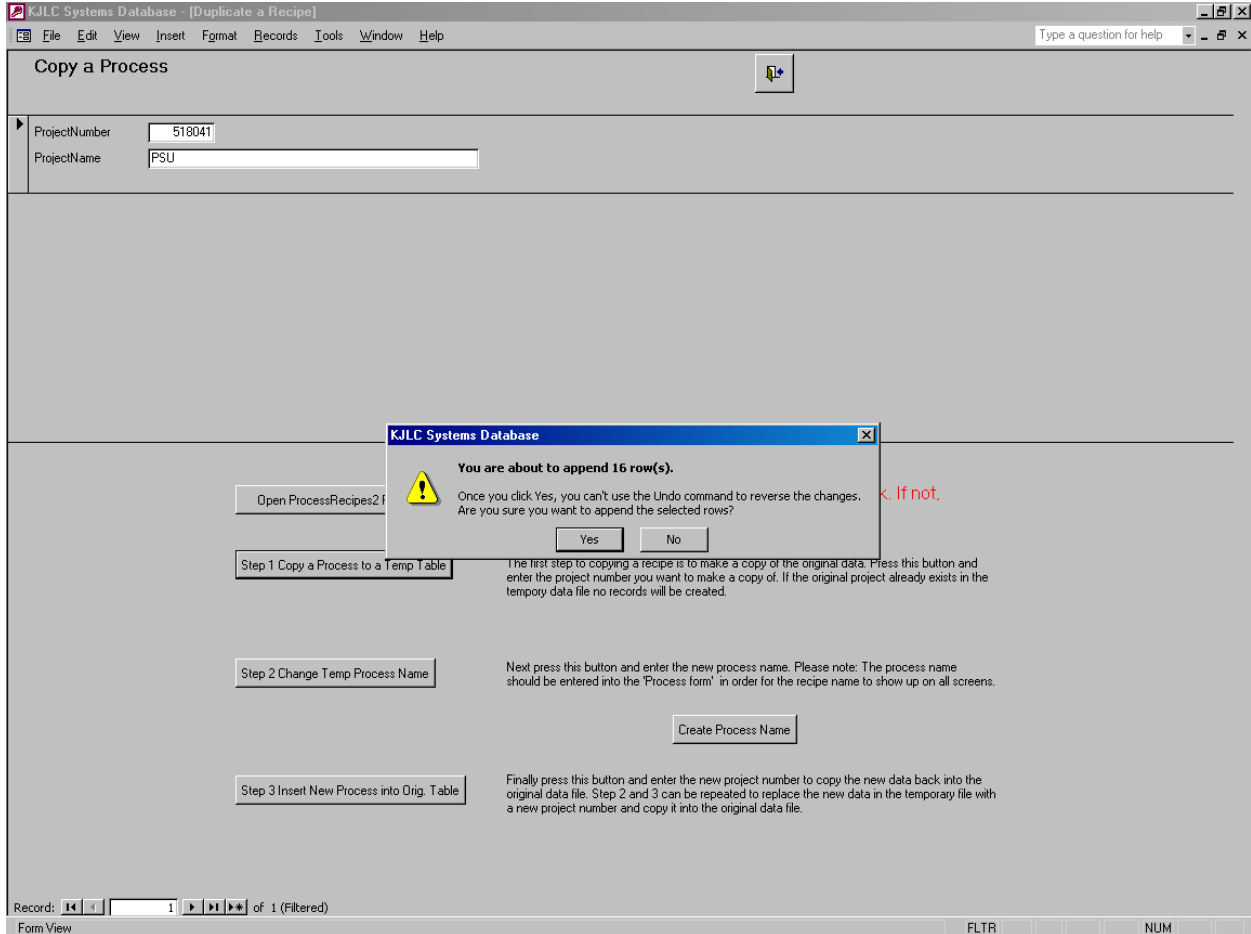 KJLC Systems Database - [Duplicate a Recipe]
File Edit View Insert Format Records Tools Window Help
Type a question for help
Copy a Process
ProjectNumber 518041
ProjectName PSU
KJLC Systems Database
You are about to append 16 row(s).
Once you click Yes, you can't use the Undo command to reverse the changes.
Are you sure you want to append the selected rows?
Yes No
Open ProcessRecipes2 
k. If not,
Step 1 Copy a Process to a Temp Table
The first step to copying a recipe is to make a copy of the original data. Press this button and
enter the project number you want to make a copy of. If the original project already exists in the
tempory data file no records will be created.
Step 2 Change Temp Process Name
Next press this button and enter the new process name. Please note: The process name
should be entered into the 'Process form' in order for the recipe name to show up on all screens.
Create Process Name
Step 3 Insert New Process into Orig. Table
Finally press this button and enter the new project number to copy the new data back into the
original data file. Step 2 and 3 can be repeated to replace the new data in the temporary file with
a new project number and copy it into the original data file.
Record: 1 of 1 (Filtered)
Form View FLTR NUM